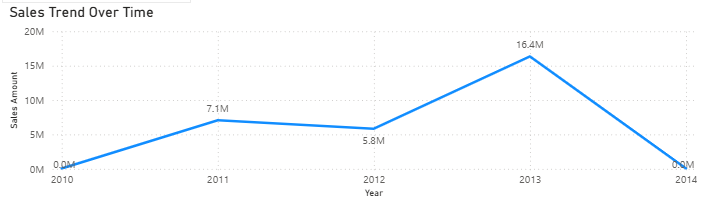 Sales Trend Over Time
20M
15M
10M
5M
0M
Sales Amount
0.0M
7.1M
5.8M
16.4M
0.0M
2010 2011 2012 2013 2014
Year